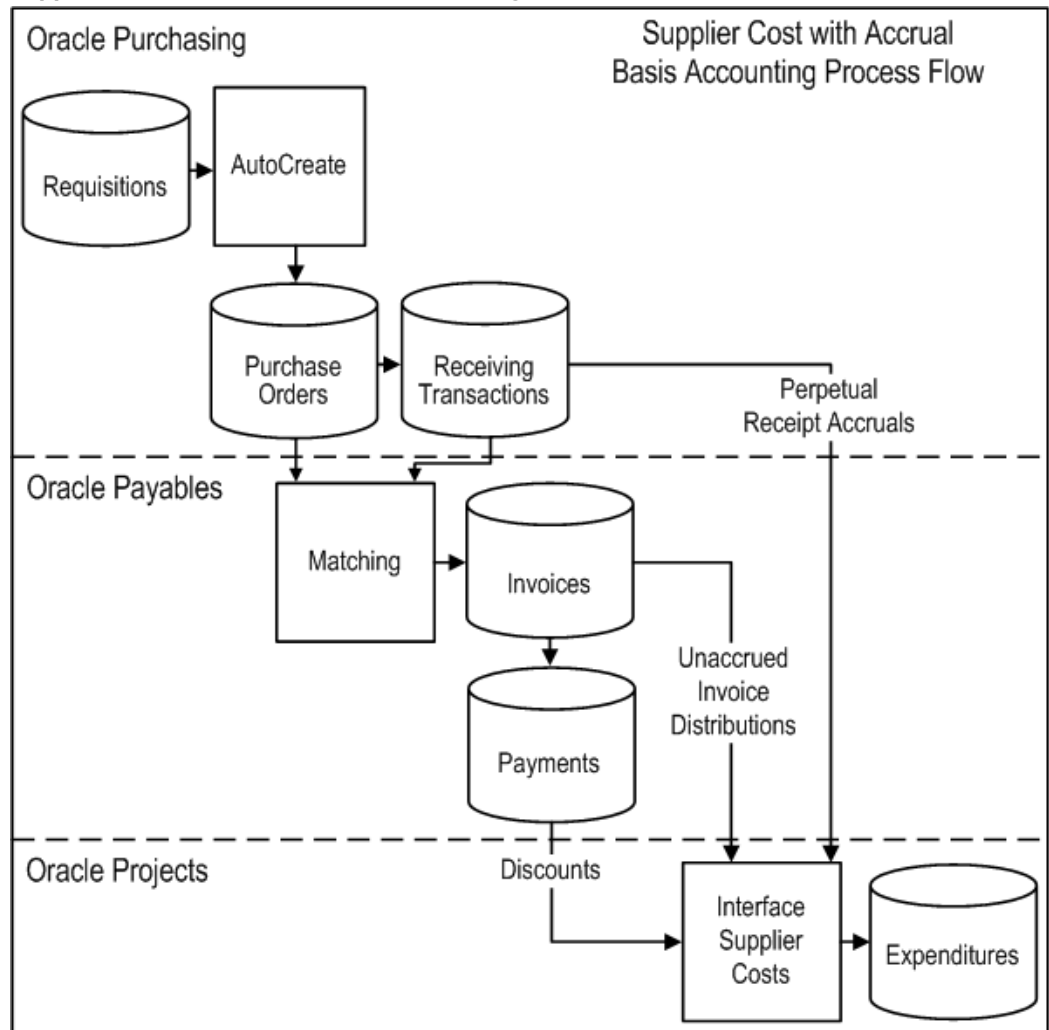 Oracle Purchasing
Supplier Cost with Accrual
Basis Accounting Process Flow
Requisitions
AutoCreate
Purchase
Orders
Receiving
Transactions
Perpetual
Receipt Accruals
Oracle Payables
Matching
Invoices
Unaccrued
Invoice
Distributions
Payments
Oracle Projects
Discounts
Interface
Supplier
Costs
Expenditures